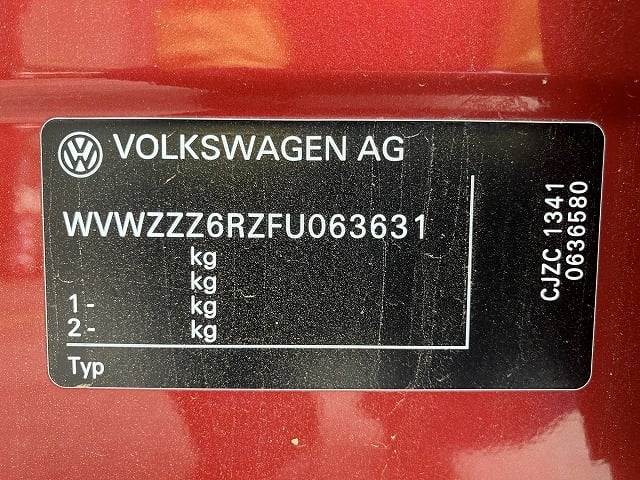 VOLKSWAGEN AG
WVWZZZ6RZFU063631
kg
kg
1- kg
2- kg
Typ
CJZC 1341
0636580